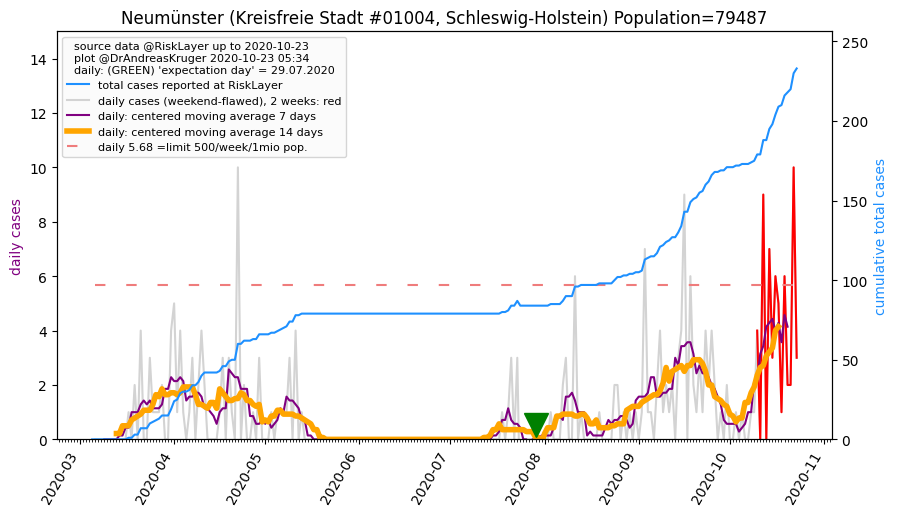 Neumünster (Kreisfreie Stadt #01004, Schleswig-Holstein) Population=79487
source data @RiskLayer up to 2020-10-23
plot @DrAndreasKruger 2020-10-23 05:34
daily: (GREEN) 'expectation day' = 29.07.2020
total cases reported at RiskLayer
daily cases (weekend-flawed), 2 weeks: red
daily: centered moving average 7 days
daily: centered moving average 14 days
daily 5.68 =limit 500/week/1mio pop.
daily cases
14
12
10
8
6
4
2
0
cumulative total cases
250
200
150
100
50
0
2020-03
2020-04
2020-05
2020-06
2020-07
2020-08
2020-09
2020-10
2020-11